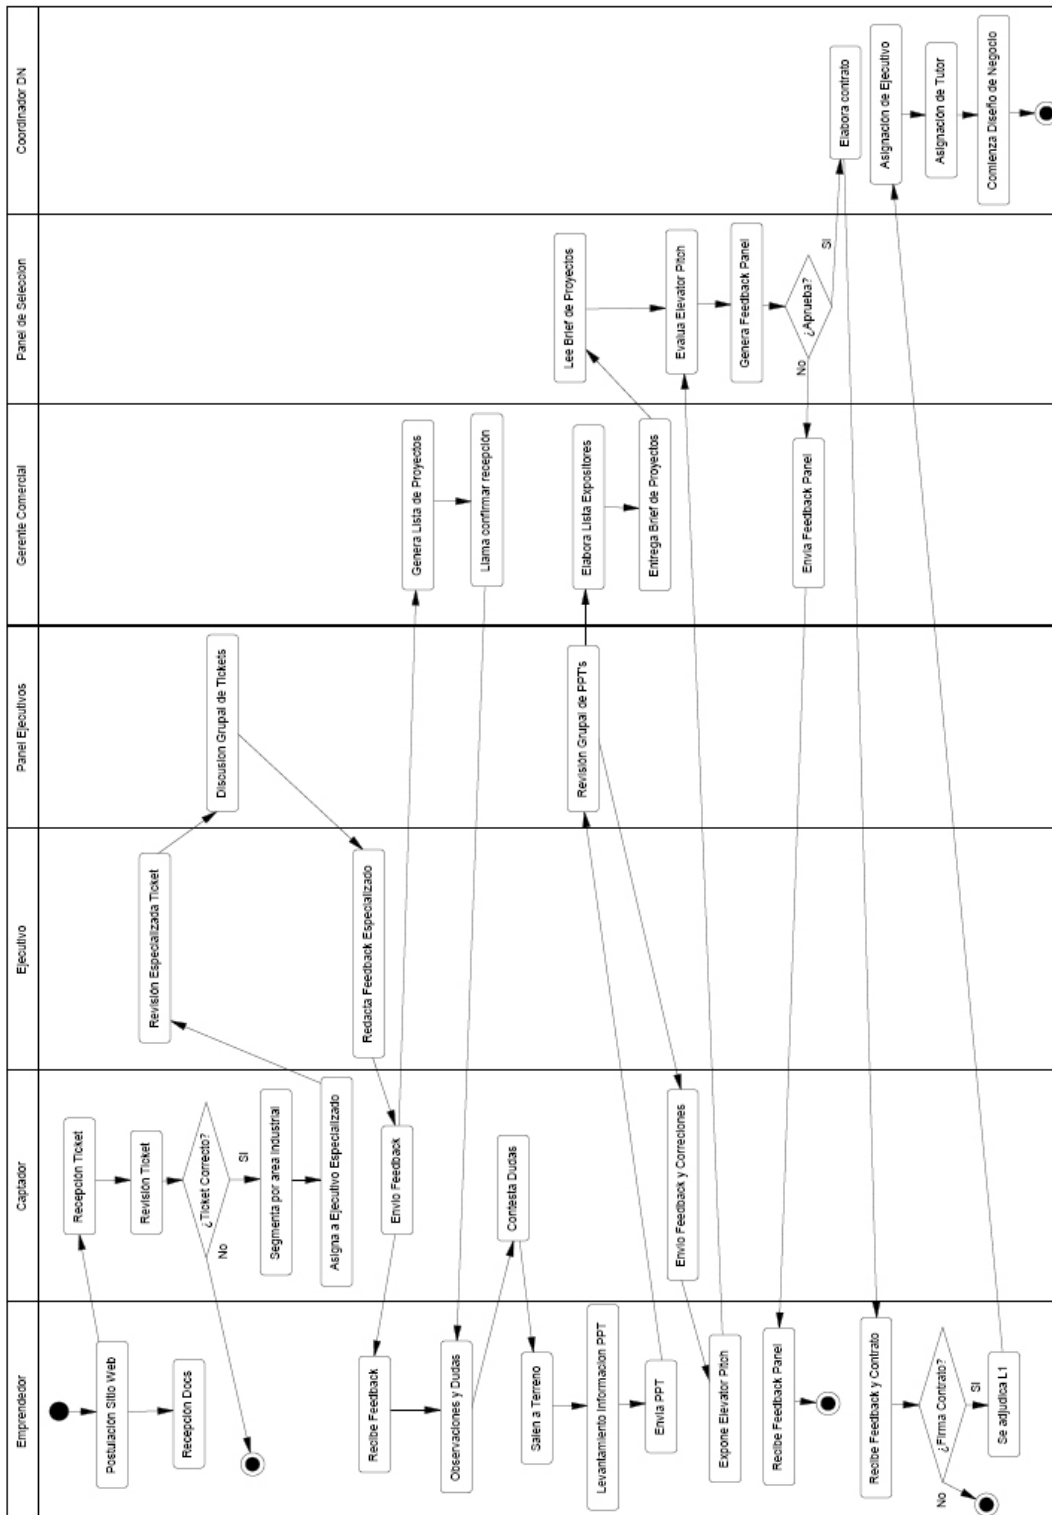 Emprendedor
Captador
Ejecutivo
Panel Ejecutivos
Gerente Comercial
Panel de Seleccion
Coordinador DN
Postulación Sitio Web
Recepción Docs
Recepción Ticket
Revisión Ticket
¿Ticket Correcto?
No
SI
Segmenta por area Industrial
Asigna a Ejecutivo Especializado
Revisión Especializada Ticket
Discusion Grupal de Tickets
Redacta Feedback Especializado
Envio Feedback
Recibe Feedback
Genera Lista de Proyectos
Llama confirmar recepción
Observaciones y Dudas
Contesta Dudas
Salen a Terreno
Levantamiento Informacion PPT
Envia PPT
Revisión Grupal de PPT's
Elabora Lista Expositores
Entrega Brief de Proyectos
Lee Brief de Proyectos
Envio Feedback y Correciones
Expone Elevator Pitch
Evalua Elevator Pitch
Genera Feedback Panel
¿Aprueba?
No
SI
Envia Feedback Panel
Recibe Feedback Panel
Elabora contrato
Recibe Feedback y Contrato
¿Firma Contrato?
No
SI
Se adjudica L1
Asignacion de Ejecutivo
Asignación de Tutor
Comienza Diseño de Negocio